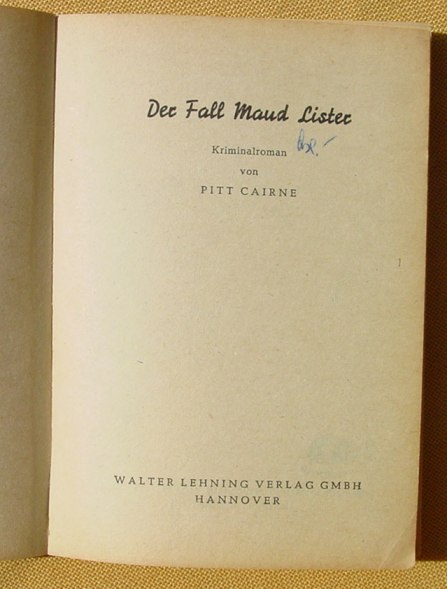 Der Fall Maud Lister
Kriminalroman
von
PITT CAIRNE
WALTER LEHNING VERLAG GMBH
HANNOVER